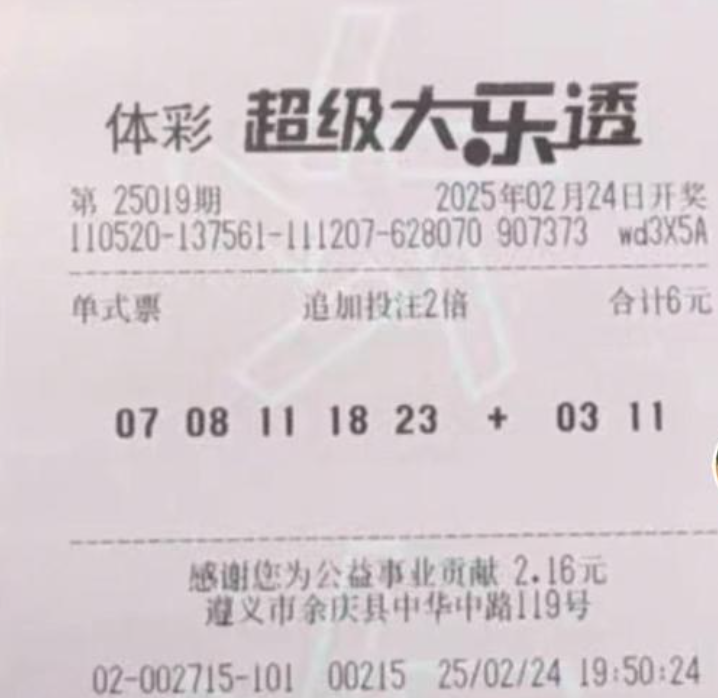 体彩 超级大乐透
第 25019期 2025年02月24日开奖
110520-137561-111207-628070 907373 wd3X5A
单式票 追加投注2倍 合计6元
07 08 11 18 23 + 03 11
感谢您为公益事业贡献 2.16元
遵义市余庆县中华中路119号
02-002715-101 00215 25/02/24 19:50:24